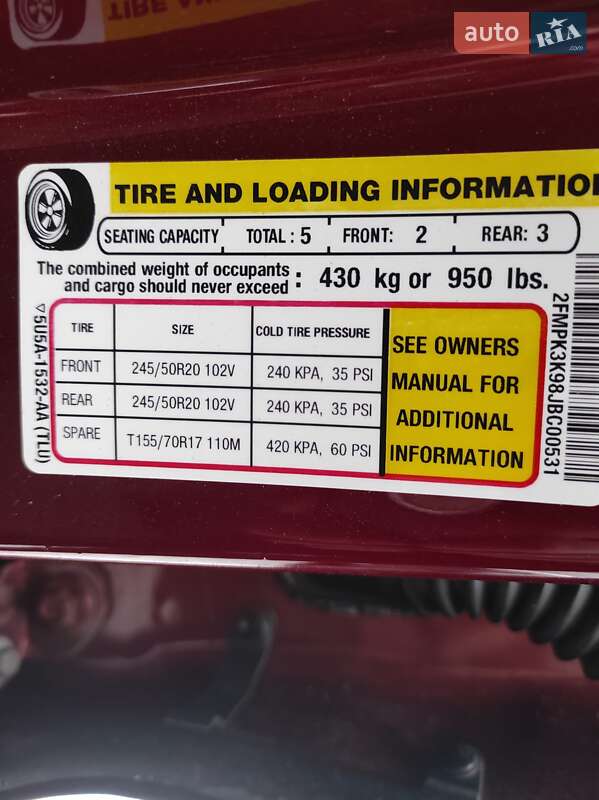 TIRE
auto RIA .com
TIRE AND LOADING INFORMATIO
SEATING CAPACITY TOTAL : 5 FRONT: 2 REAR: 3
The combined weight of occupants
and cargo should never exceed : 430 kg or 950 lbs.
TIRE SIZE COLD TIRE PRESSURE
FRONT 245/50R20 102V 240 KPA, 35 PSI
REAR 245/50R20 102V 240 KPA, 35 PSI
SPARE T155/70R17 110M 420 KPA, 60 PSI
SEE OWNERS
MANUAL FOR
ADDITIONAL
INFORMATION
5U5A-1532-AA (TLU)
2FMPK3K98JBC00531